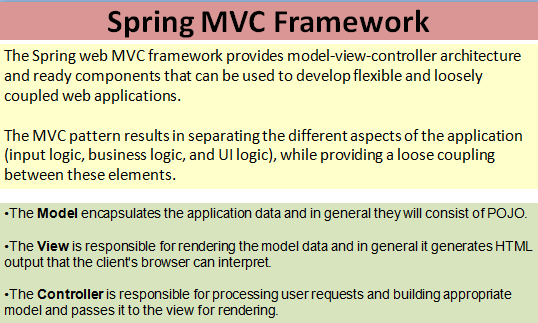 Spring MVC Framework
The Spring web MVC framework provides model-view-controller architecture
and ready components that can be used to develop flexible and loosely
coupled web applications.
The MVC pattern results in separating the different aspects of the application
(input logic, business logic, and UI logic), while providing a loose coupling
between these elements.
•The Model encapsulates the application data and in general they will consist of POJO.
•The View is responsible for rendering the model data and in general it generates HTML
output that the client's browser can interpret.
•The Controller is responsible for processing user requests and building appropriate
model and passes it to the view for rendering.